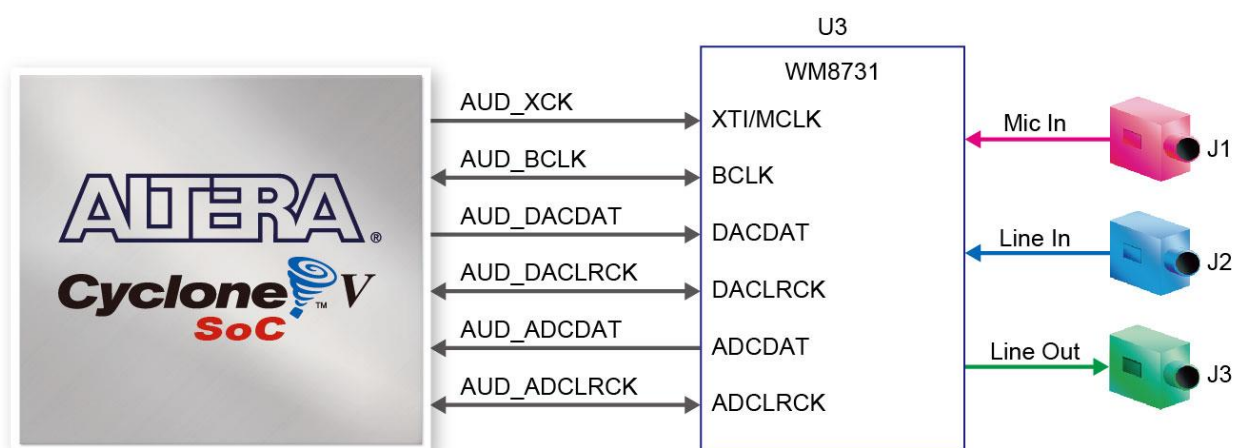 U3
WM8731
AUD_XCK
XTI/MCLK
Mic In
J1
AUD_BCLK
BCLK
AUD_DACDAT
DACDAT
Line In
J2
AUD_DACLRCK
DACLRCK
AUD_ADCDAT
ADCDAT
Line Out
J3
AUD_ADCLRCK
ADCLRCK
ALTERA®
Cyclone™ V
SoC